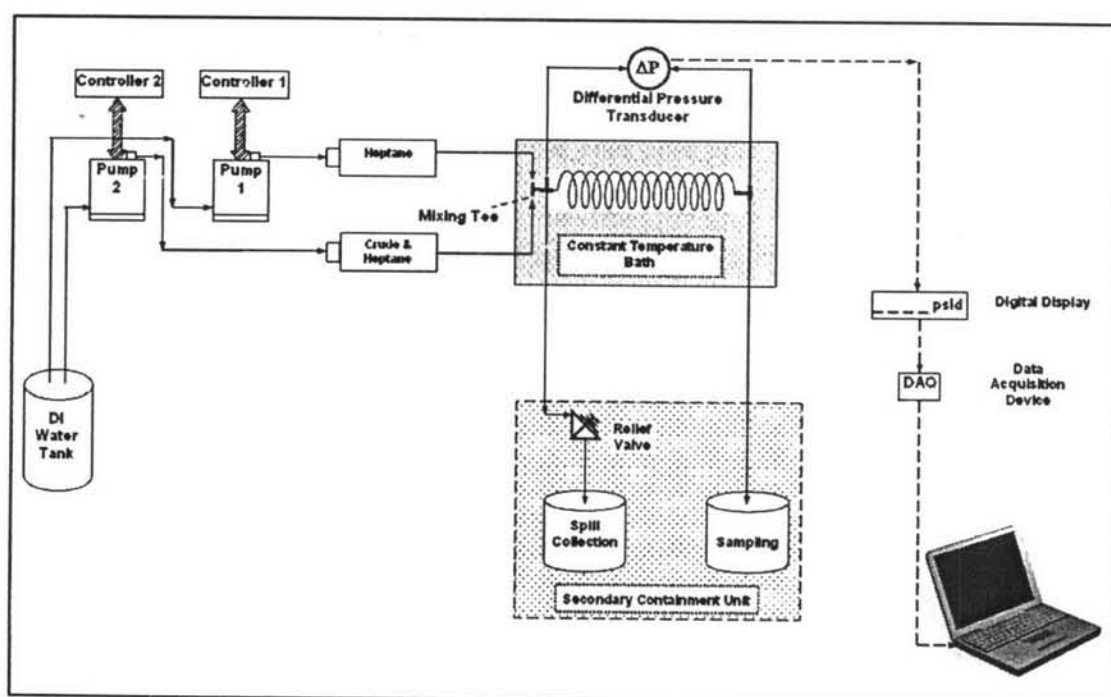 Controller 2
Controller 1
ΔP
Differential Pressure
Transducer
Pump
2
Pump
1
Heptane
Mixing Tee
Crude &
Heptane
Constant Temperature
Bath
psid
Digital Display
DAQ
Data
Acquisition
Device
DI
Water
Tank
Relief
Valve
Spill
Collection
Sampling
Secondary Containment Unit